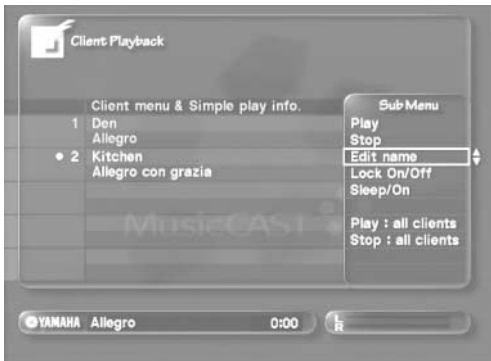 Client Playback
Client menu & Simple play info.
1 Den
Allegro
2 Kitchen
Allegro con grazia
MusicCAST
Sub Menu
Play
Stop
Edit name
Lock On/Off
Sleep/On
Play : all clients
Stop : all clients
YAMAHA Allegro 0:00
L
R